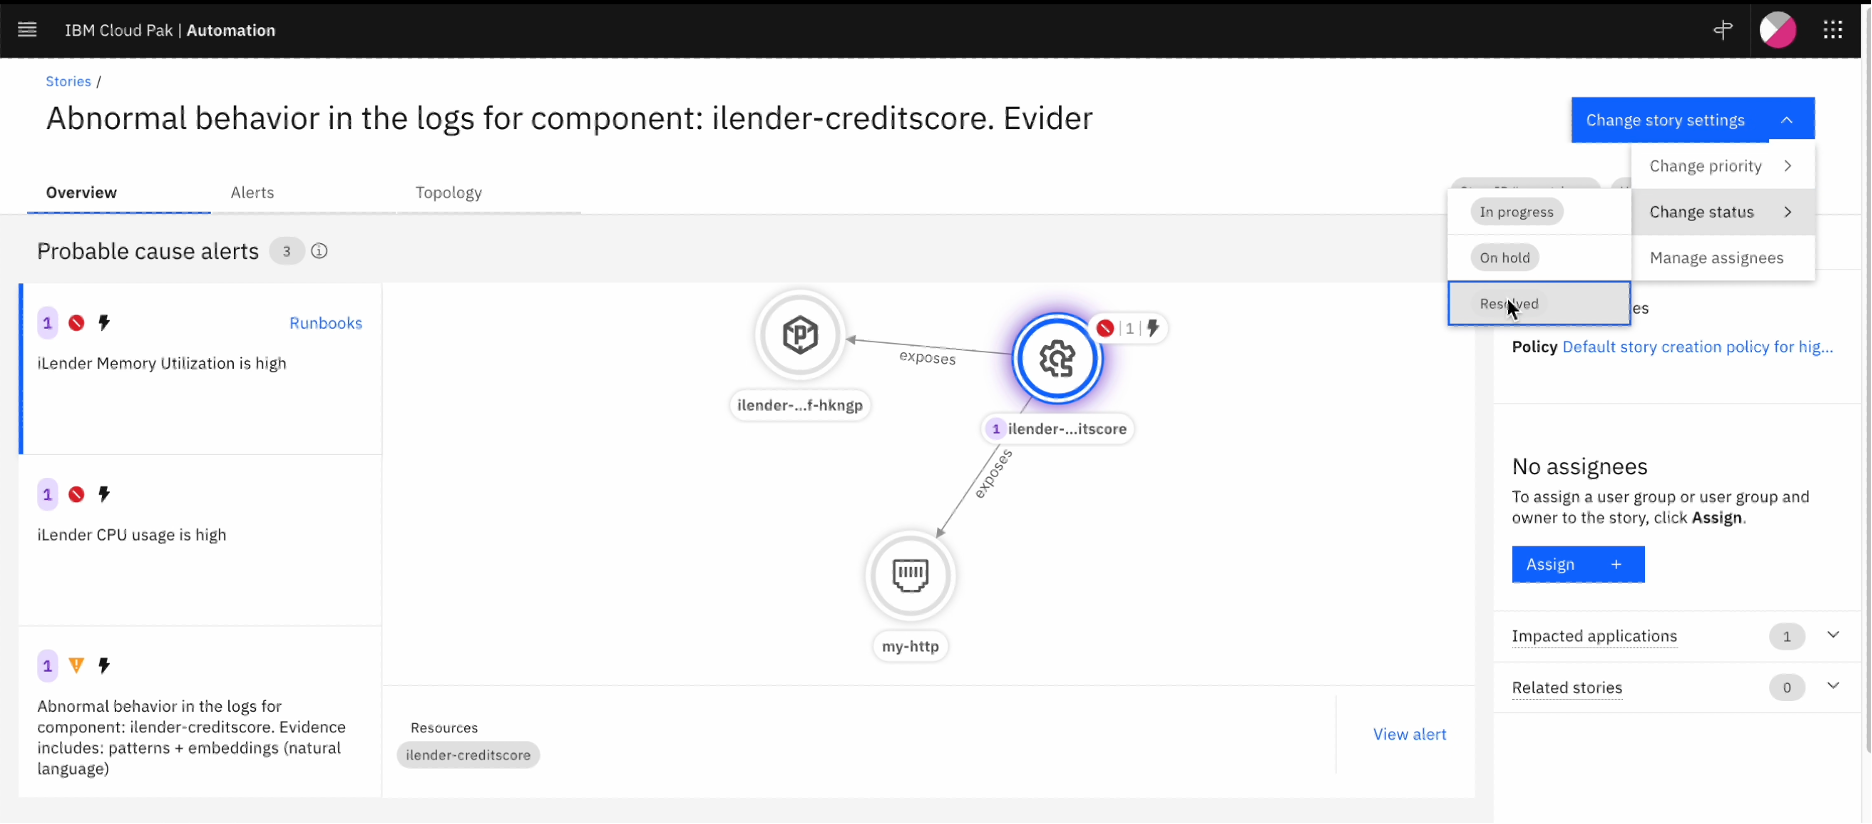 IBM Cloud Pak | Automation
Stories /
Abnormal behavior in the logs for component: ilender-creditscore. Evider
Change story settings
Change priority
Change status
Manage assignees
In progress
On hold
Resolved
Overview
Alerts
Topology
Probable cause alerts 3
1
Runbooks
iLender Memory Utilization is high
1
iLender CPU usage is high
1
Abnormal behavior in the logs for
component: ilender-creditscore. Evidence
includes: patterns + embeddings (natural
language)
exposes
1
ilender-...f-hkngp
1 ilender-...itscore
exposes
my-http
Resources
ilender-creditscore
View alert
es
Policy Default story creation policy for hig...
No assignees
To assign a user group or user group and
owner to the story, click Assign.
Assign +
Impacted applications 1
Related stories 0